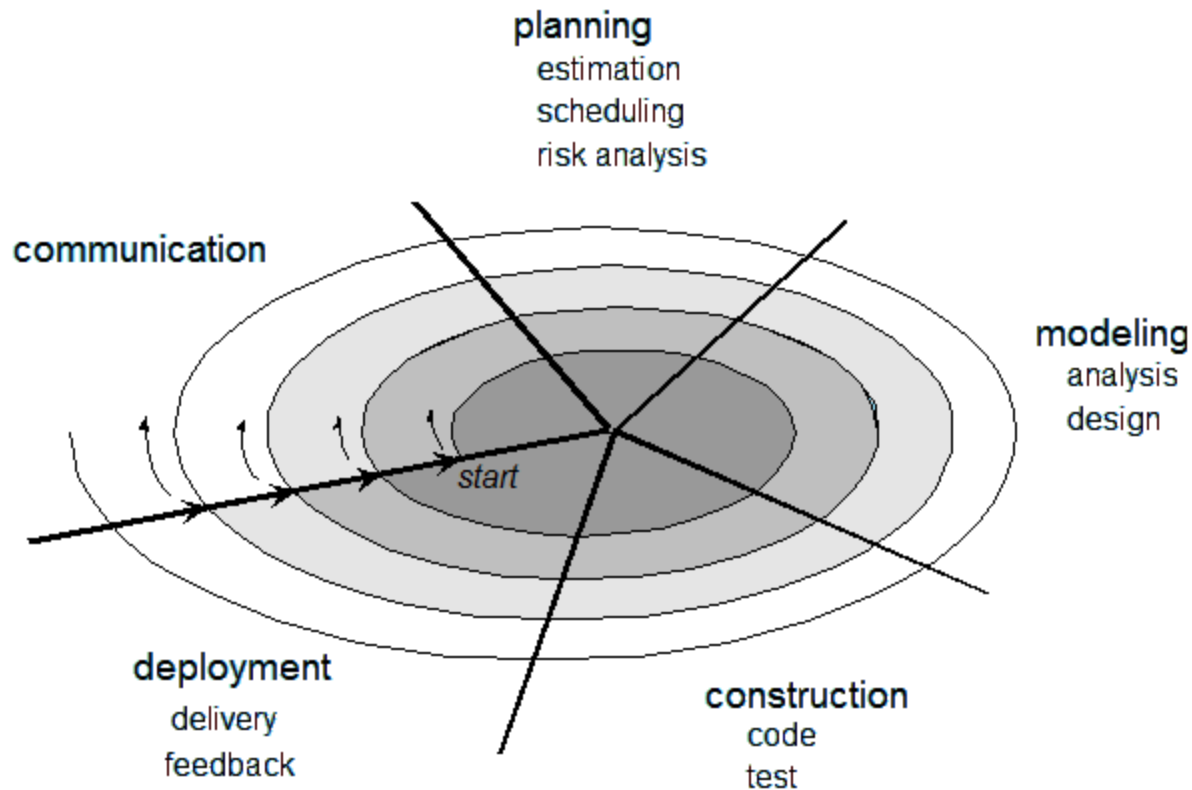 planning
estimation
scheduling
risk analysis
communication
modeling
analysis
design
start
deployment
delivery
feedback
construction
code
test